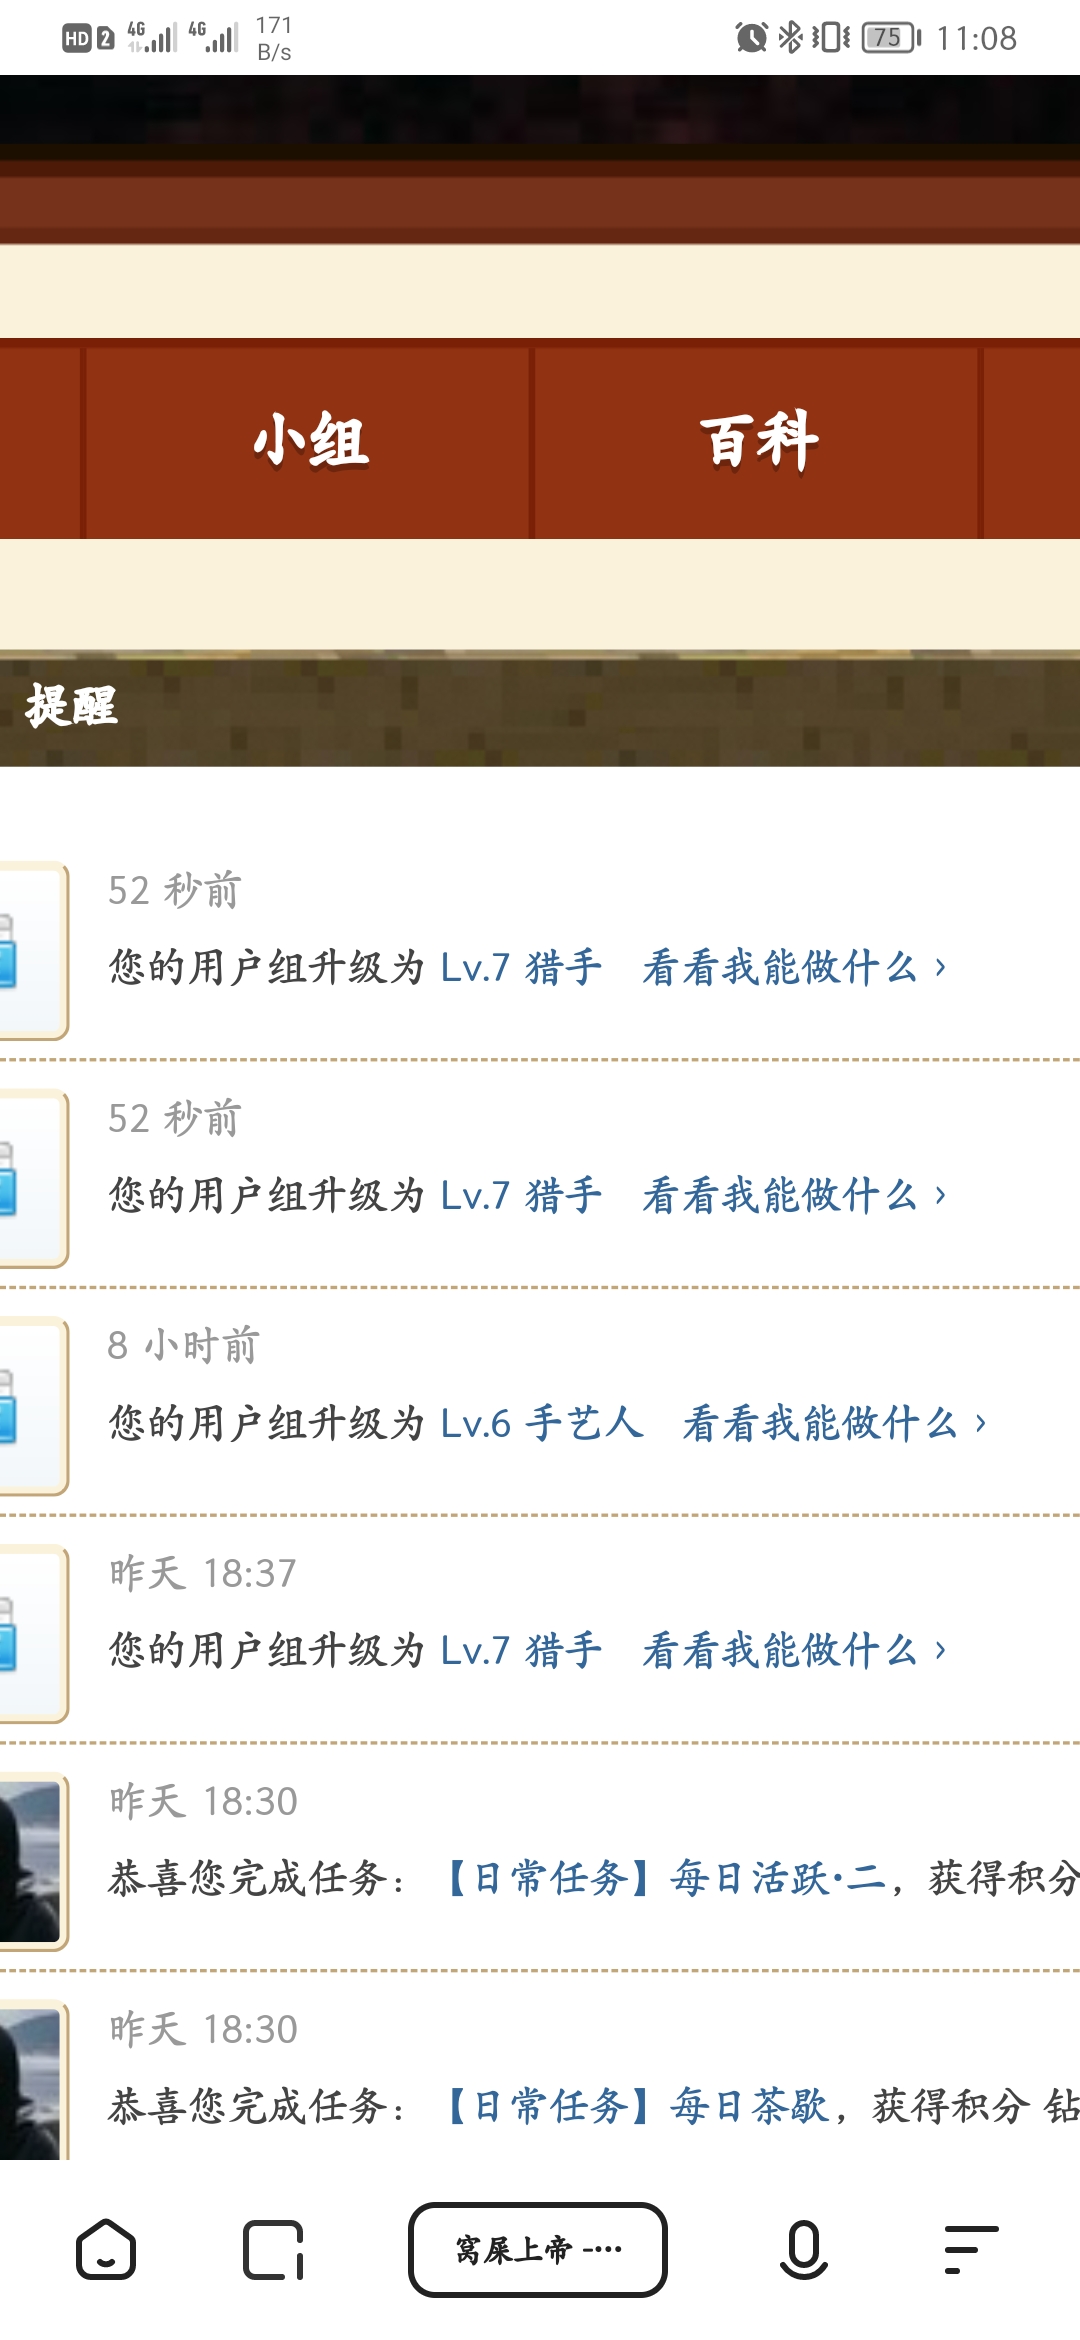 HD 2 4G 4G 171 B/s 75 11:08
小组 百科
提醒
52 秒前
您的用户组升级为 Lv.7 猎手 看看我能做什么 ›
52 秒前
您的用户组升级为 Lv.7 猎手 看看我能做什么 ›
8 小时前
您的用户组升级为 Lv.6 手艺人 看看我能做什么 ›
昨天 18:37
您的用户组升级为 Lv.7 猎手 看看我能做什么 ›
昨天 18:30
恭喜您完成任务：【日常任务】每日活跃·二，获得积分
昨天 18:30
恭喜您完成任务：【日常任务】每日茶歇，获得积分 钻
窝屎上帝 -···